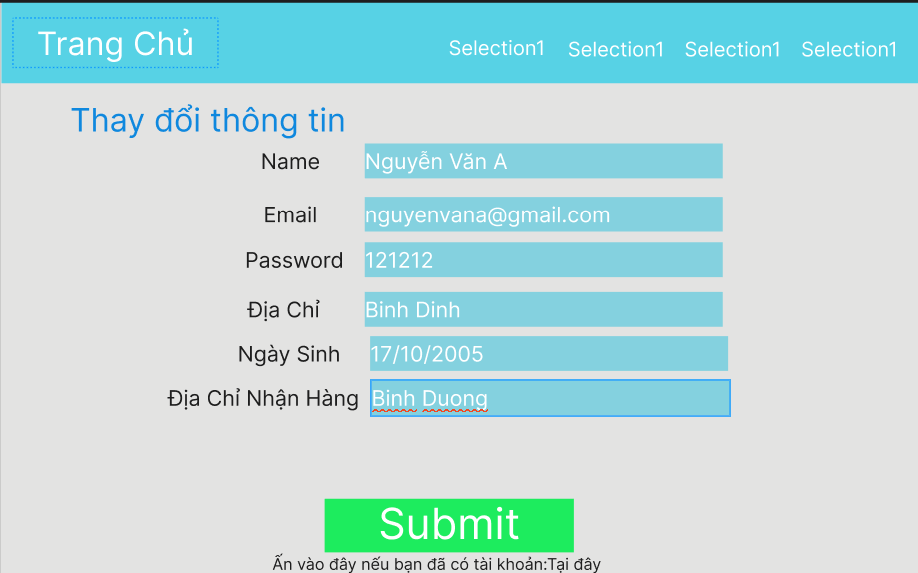 Trang Chủ Selection1 Selection1 Selection1 Selection1
Thay đổi thông tin
Name Nguyễn Văn A
Email nguyenvana@gmail.com
Password 121212
Địa Chỉ Binh Dinh
Ngày Sinh 17/10/2005
Địa Chỉ Nhận Hàng Binh Duong
Submit
Ấn vào đây nếu bạn đã có tài khoản:Tại đây